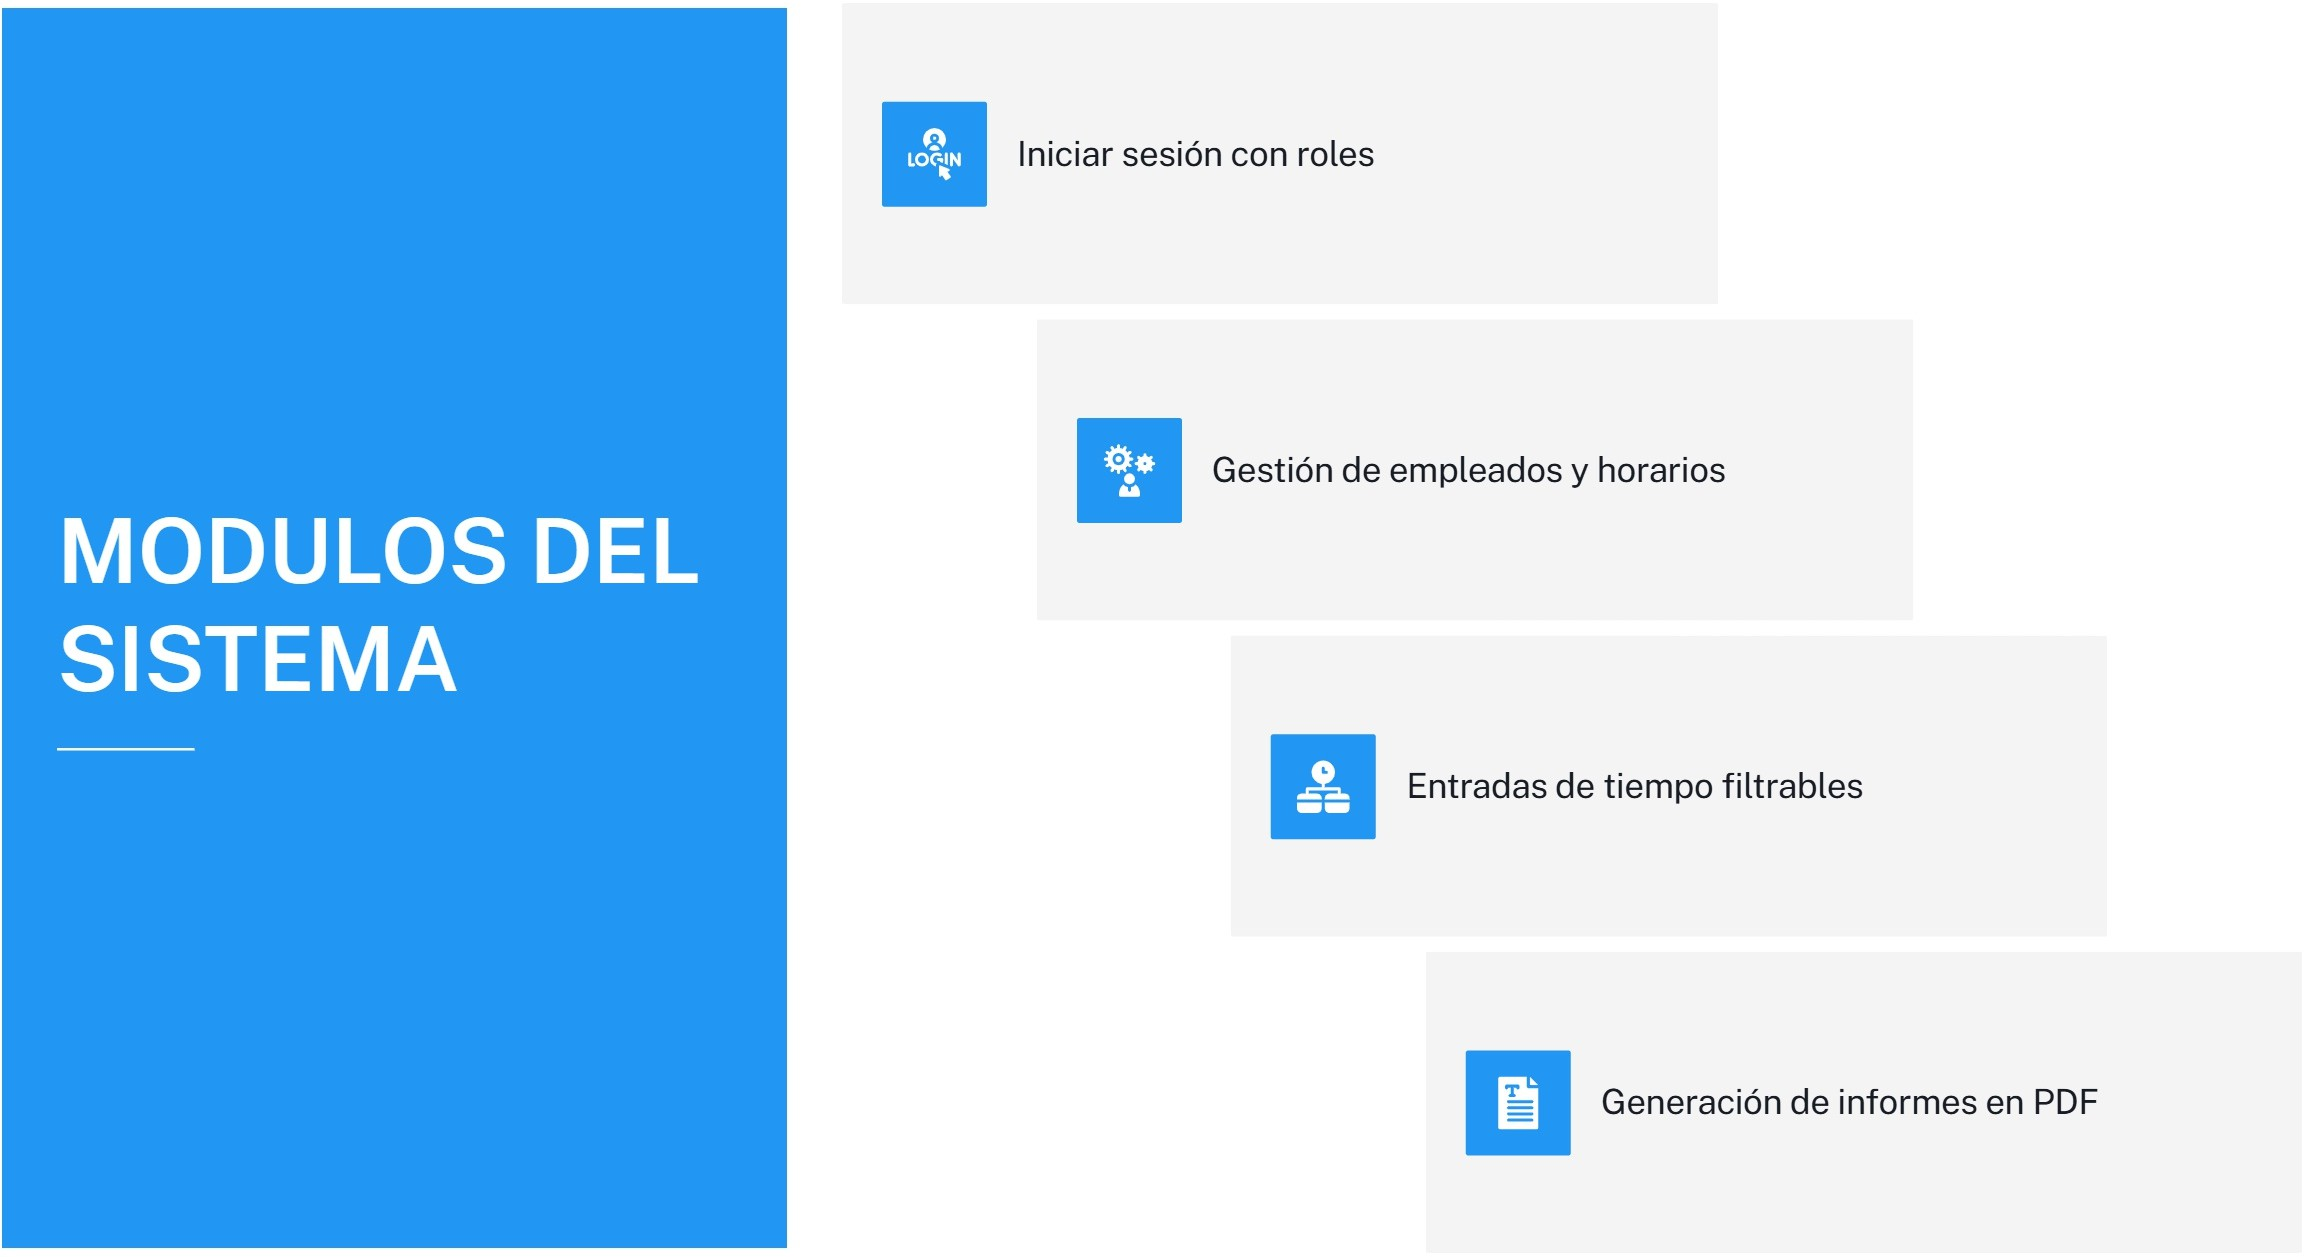 MODULOS DEL
SISTEMA
LOGIN
Iniciar sesión con roles
Gestión de empleados y horarios
Entradas de tiempo filtrables
T
Generación de informes en PDF